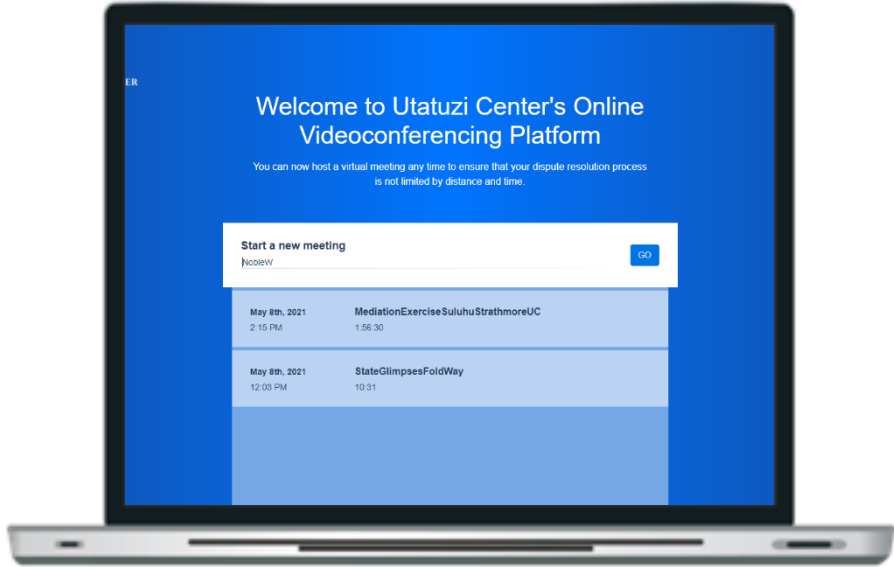 ER
Welcome to Utatuzi Center's Online
Videoconferencing Platform
You can now host a virtual meeting any time to ensure that your dispute resolution process
is not limited by distance and time.
Start a new meeting
NobleW
GO
May 8th, 2021 MediationExerciseSuluhuStrathmoreUC
2:15 PM 1:56:30
May 8th, 2021 StateGlimpsesFoldWay
12:03 PM 10:31